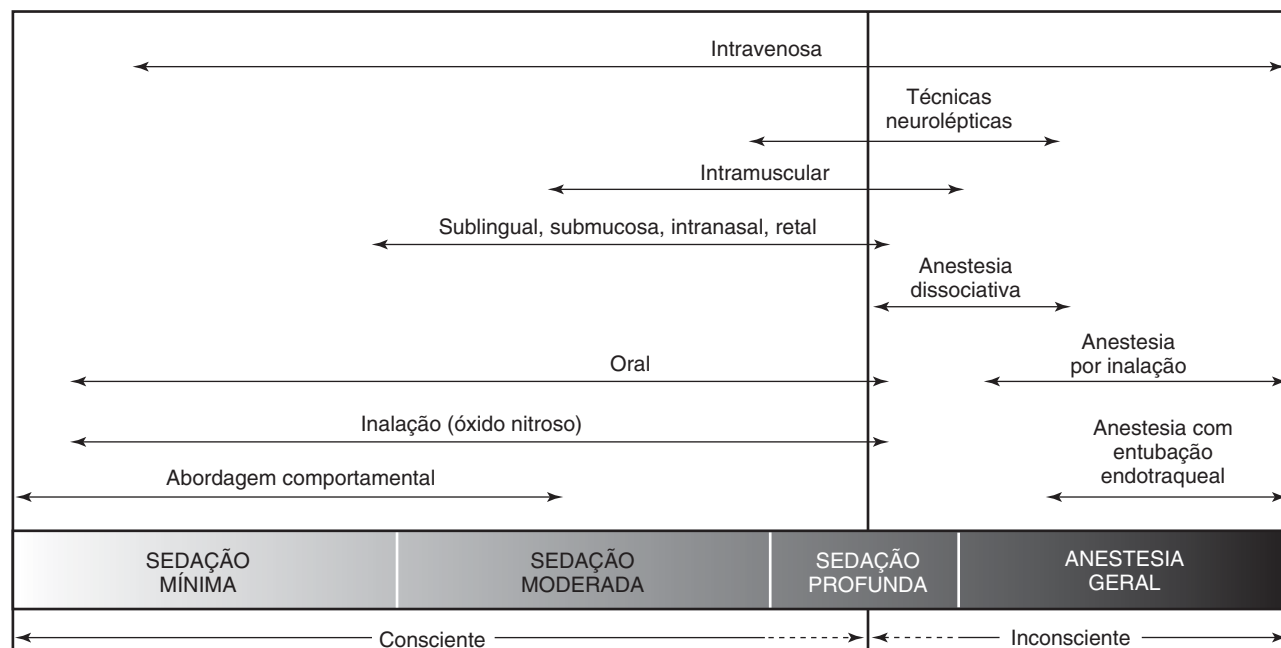 Intravenosa
Técnicas
neurolépticas
Intramuscular
Sublingual, submucosa, intranasal, retal
Anestesia
dissociativa
Oral
Anestesia
por inalação
Inalação (óxido nitroso)
Anestesia com
entubação
endotraqueal
Abordagem comportamental
SEDAÇÃO
MÍNIMA
SEDAÇÃO
MODERADA
SEDAÇÃO
PROFUNDA
ANESTESIA
GERAL
Consciente
Inconsciente